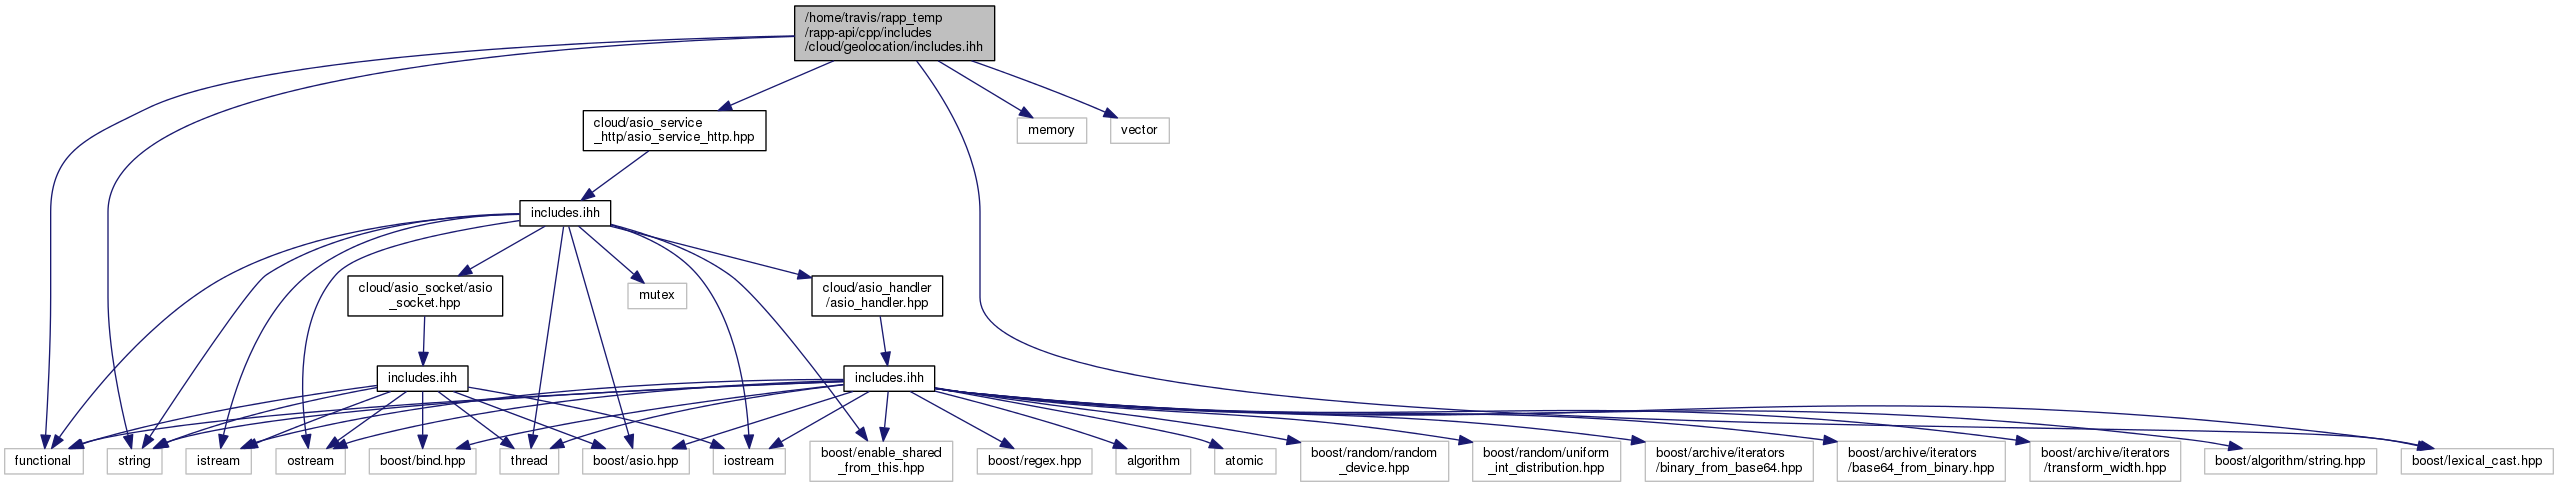 /home/travis/rapp_temp
/rapp-api/cpp/includes
/cloud/geolocation/includes.ihh
cloud/asio_service
_http/asio_service_http.hpp
memory
vector
includes.ihh
cloud/asio_socket/asio
_socket.hpp
mutex
cloud/asio_handler
/asio_handler.hpp
includes.ihh
includes.ihh
functional
string
istream
ostream
boost/bind.hpp
thread
boost/asio.hpp
iostream
boost/enable_shared
_from_this.hpp
boost/regex.hpp
algorithm
atomic
boost/random/random
_device.hpp
boost/random/uniform
_int_distribution.hpp
boost/archive/iterators
/binary_from_base64.hpp
boost/archive/iterators
/base64_from_binary.hpp
boost/archive/iterators
/transform_width.hpp
boost/algorithm/string.hpp
boost/lexical_cast.hpp